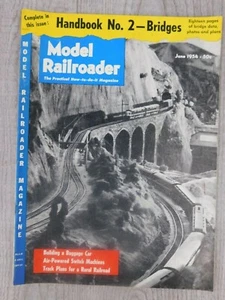 Complete in
this issue!
Handbook No. 2—Bridges
Eighteen pages
of bridge data,
photos and plans
Model
Railroader
The Practical How-to-do-it Magazine
June 1954 • 50c
MODEL RAILROADER MAGAZINE
Building a Baggage Car
Air-Powered Switch Machines
Track Plans for a Rural Railroad